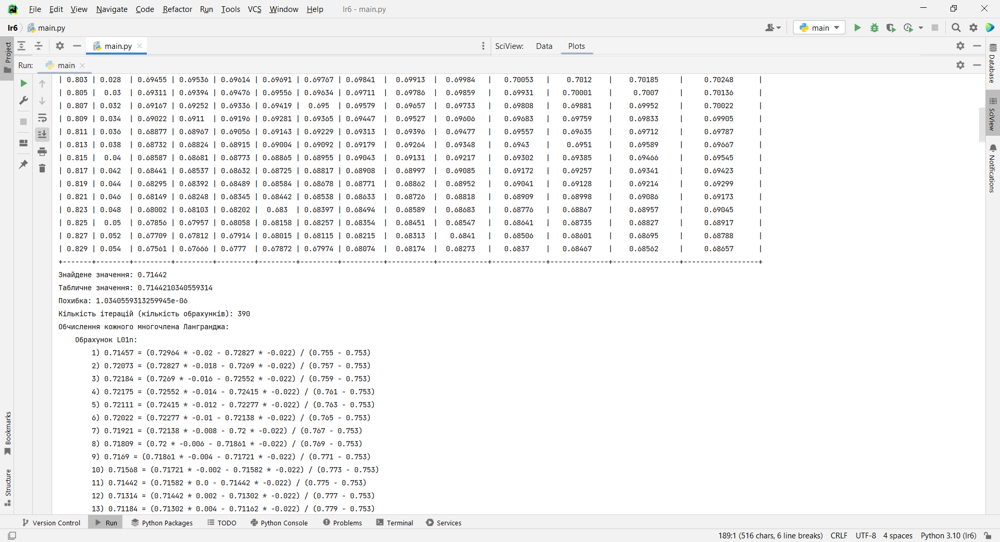 File Edit View Navigate Code Refactor Run Tools VCS Window Help lr6 - main.py
lr6 main.py main
Project main.py SciView: Data Plots
Run: main
| 0.803 | 0.028 | 0.69455 | 0.69536 | 0.69614 | 0.69691 | 0.69767 | 0.69841 | 0.69913 | 0.69984 | 0.70053 | 0.7012 | 0.70185 | 0.70248 |
| 0.805 | 0.03 | 0.69311 | 0.69394 | 0.69476 | 0.69556 | 0.69634 | 0.69711 | 0.69786 | 0.69859 | 0.69931 | 0.70001 | 0.7007 | 0.70136 |
| 0.807 | 0.032 | 0.69167 | 0.69252 | 0.69336 | 0.69419 | 0.695 | 0.69579 | 0.69657 | 0.69733 | 0.69808 | 0.69881 | 0.69952 | 0.70022 |
| 0.809 | 0.034 | 0.69022 | 0.6911 | 0.69196 | 0.69281 | 0.69365 | 0.69447 | 0.69527 | 0.69606 | 0.69683 | 0.69759 | 0.69833 | 0.69905 |
| 0.811 | 0.036 | 0.68877 | 0.68967 | 0.69056 | 0.69143 | 0.69229 | 0.69313 | 0.69396 | 0.69477 | 0.69557 | 0.69635 | 0.69712 | 0.69787 |
| 0.813 | 0.038 | 0.68732 | 0.68824 | 0.68915 | 0.69004 | 0.69092 | 0.69179 | 0.69264 | 0.69348 | 0.6943 | 0.6951 | 0.69589 | 0.69667 |
| 0.815 | 0.04 | 0.68587 | 0.68681 | 0.68773 | 0.68865 | 0.68955 | 0.69043 | 0.69131 | 0.69217 | 0.69302 | 0.69385 | 0.69466 | 0.69545 |
| 0.817 | 0.042 | 0.68441 | 0.68537 | 0.68632 | 0.68725 | 0.68817 | 0.68908 | 0.68997 | 0.69085 | 0.69172 | 0.69257 | 0.69341 | 0.69423 |
| 0.819 | 0.044 | 0.68295 | 0.68392 | 0.68489 | 0.68584 | 0.68678 | 0.68771 | 0.68862 | 0.68952 | 0.69041 | 0.69128 | 0.69214 | 0.69299 |
| 0.821 | 0.046 | 0.68149 | 0.68248 | 0.68345 | 0.68442 | 0.68538 | 0.68633 | 0.68726 | 0.68818 | 0.68909 | 0.68998 | 0.69086 | 0.69173 |
| 0.823 | 0.048 | 0.68002 | 0.68103 | 0.68202 | 0.683 | 0.68397 | 0.68494 | 0.68589 | 0.68683 | 0.68776 | 0.68867 | 0.68957 | 0.69045 |
| 0.825 | 0.05 | 0.67856 | 0.67957 | 0.68058 | 0.68158 | 0.68257 | 0.68354 | 0.68451 | 0.68547 | 0.68641 | 0.68735 | 0.68827 | 0.68917 |
| 0.827 | 0.052 | 0.67709 | 0.67812 | 0.67914 | 0.68015 | 0.68115 | 0.68215 | 0.68313 | 0.6841 | 0.68506 | 0.68601 | 0.68695 | 0.68788 |
| 0.829 | 0.054 | 0.67561 | 0.67666 | 0.6777 | 0.67872 | 0.67974 | 0.68074 | 0.68174 | 0.68273 | 0.6837 | 0.68467 | 0.68562 | 0.68657 |
+-------+--------+---------+---------+---------+---------+---------+----------+-----------+------------+-------------+--------------+----------------+------------------+
Знайдене значення: 0.71442
Табличне значення: 0.7144210340559314
Похибка: 1.0340559313259945e-06
Кількість ітерацій (кількість обрахунків): 390
Обчислення кожного многочлена Лангранджа:
Обрахунок L01n:
1) 0.71457 = (0.72964 * -0.02 - 0.72827 * -0.022) / (0.755 - 0.753)
2) 0.72073 = (0.72827 * -0.018 - 0.7269 * -0.022) / (0.757 - 0.753)
3) 0.72184 = (0.7269 * -0.016 - 0.72552 * -0.022) / (0.759 - 0.753)
4) 0.72175 = (0.72552 * -0.014 - 0.72415 * -0.022) / (0.761 - 0.753)
5) 0.72111 = (0.72415 * -0.012 - 0.72277 * -0.022) / (0.763 - 0.753)
6) 0.72022 = (0.72277 * -0.01 - 0.72138 * -0.022) / (0.765 - 0.753)
7) 0.71921 = (0.72138 * -0.008 - 0.72 * -0.022) / (0.767 - 0.753)
8) 0.71809 = (0.72 * -0.006 - 0.71861 * -0.022) / (0.769 - 0.753)
9) 0.7169 = (0.71861 * -0.004 - 0.71721 * -0.022) / (0.771 - 0.753)
10) 0.71568 = (0.71721 * -0.002 - 0.71582 * -0.022) / (0.773 - 0.753)
11) 0.71442 = (0.71582 * 0.0 - 0.71442 * -0.022) / (0.775 - 0.753)
12) 0.71314 = (0.71442 * 0.002 - 0.71302 * -0.022) / (0.777 - 0.753)
13) 0.71184 = (0.71302 * 0.004 - 0.71162 * -0.022) / (0.779 - 0.753)
Database
SciView
Notifications
Bookmarks
Structure
Version Control Run Python Packages TODO Python Console Problems Terminal Services
189:1 (516 chars, 6 line breaks) CRLF UTF-8 4 spaces Python 3.10 (lr6)